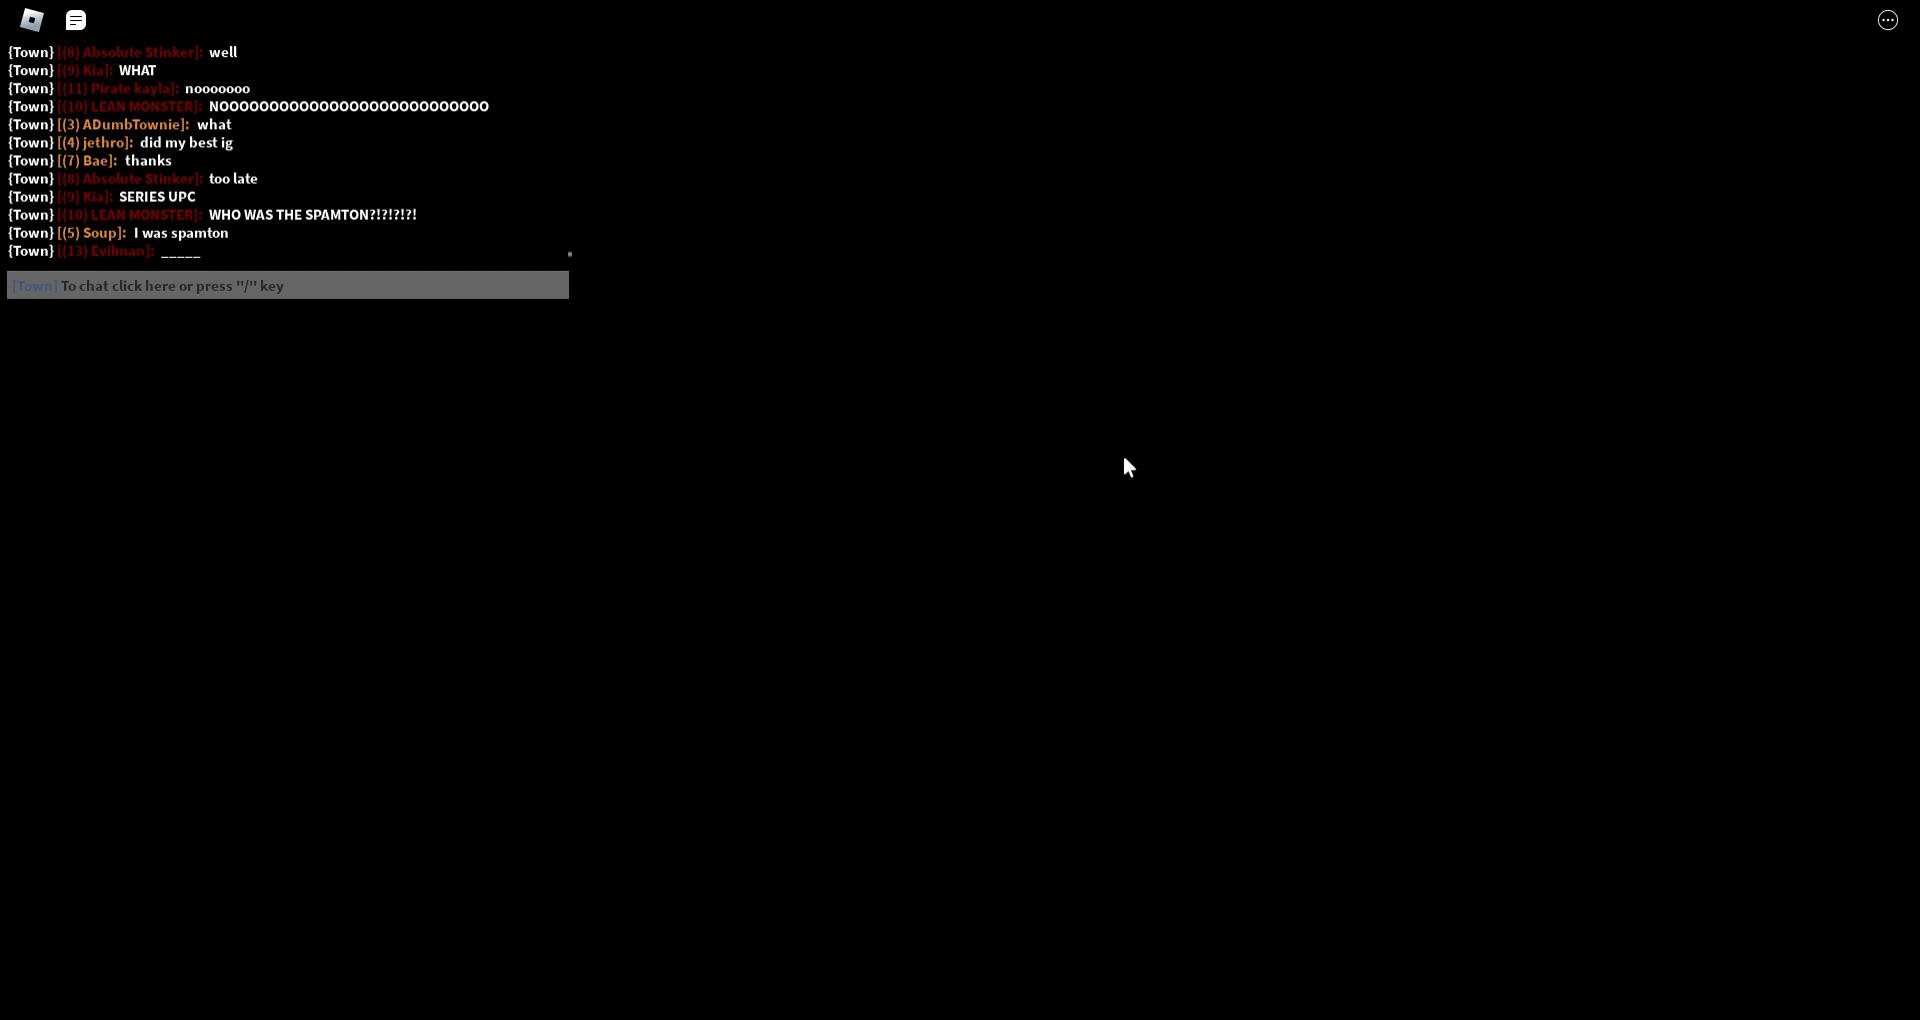 {Town} [(8) Absolute Stinker]: well
{Town} [(9) Kia]: WHAT
{Town} [(11) Pirate kayla]: nooooooo
{Town} [(10) LEAN MONSTER]: NOOOOOOOOOOOOOOOOOOOOOOOOOOO
{Town} [(3) ADumbTownie]: what
{Town} [(4) jethro]: did my best ig
{Town} [(7) Bae]: thanks
{Town} [(8) Absolute Stinker]: too late
{Town} [(9) Kia]: SERIES UPC
{Town} [(10) LEAN MONSTER]: WHO WAS THE SPAMTON?!?!?!?!
{Town} [(5) Soup]: I was spamton
{Town} [(13) Evilman]: _____
[Town] To chat click here or press "/" key